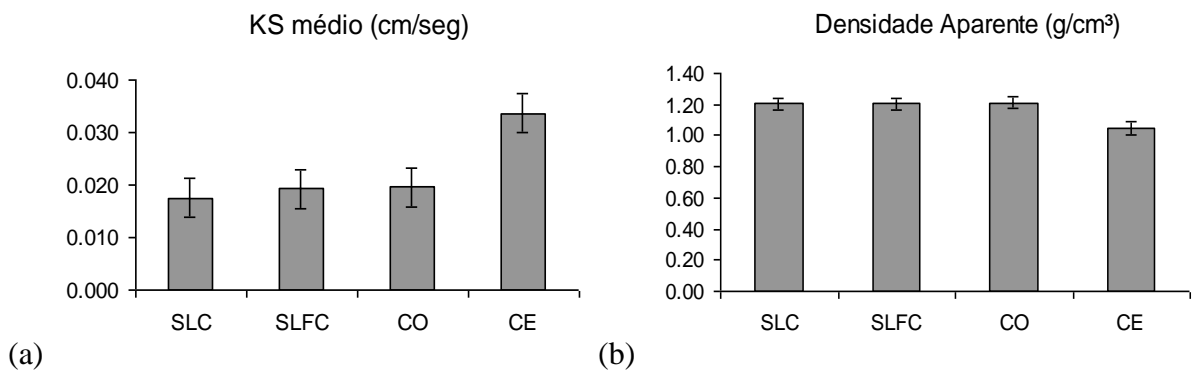 KS médio (cm/seg)
0.040
0.030
0.020
0.010
0.000
SLC SLFC CO CE
(a)
Densidade Aparente (g/cm³)
1.40
1.20
1.00
0.80
0.60
0.40
0.20
0.00
SLC SLFC CO CE
(b)